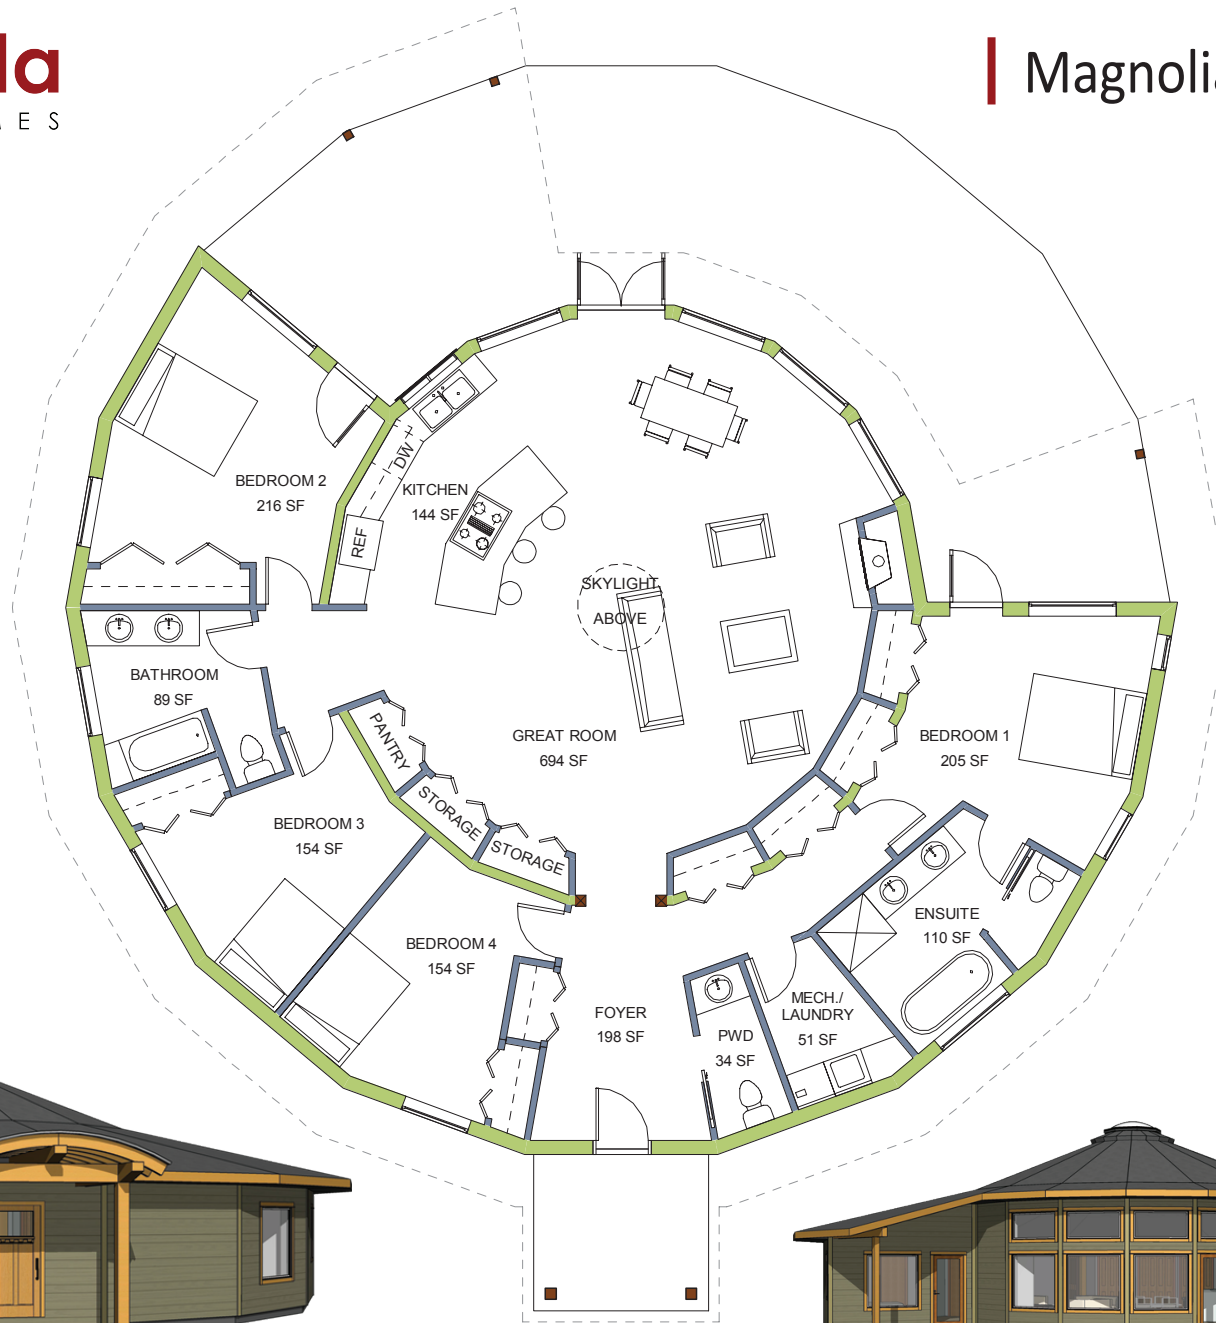 la
MES
Magnolia
BEDROOM 2
216 SF
DW
KITCHEN
144 SF
REF
SKYLIGHT
ABOVE
BATHROOM
89 SF
PANTRY
GREAT ROOM
694 SF
BEDROOM 1
205 SF
STORAGE
BEDROOM 3
154 SF
STORAGE
ENSUITE
110 SF
BEDROOM 4
154 SF
MECH./
LAUNDRY
51 SF
FOYER
198 SF
PWD
34 SF